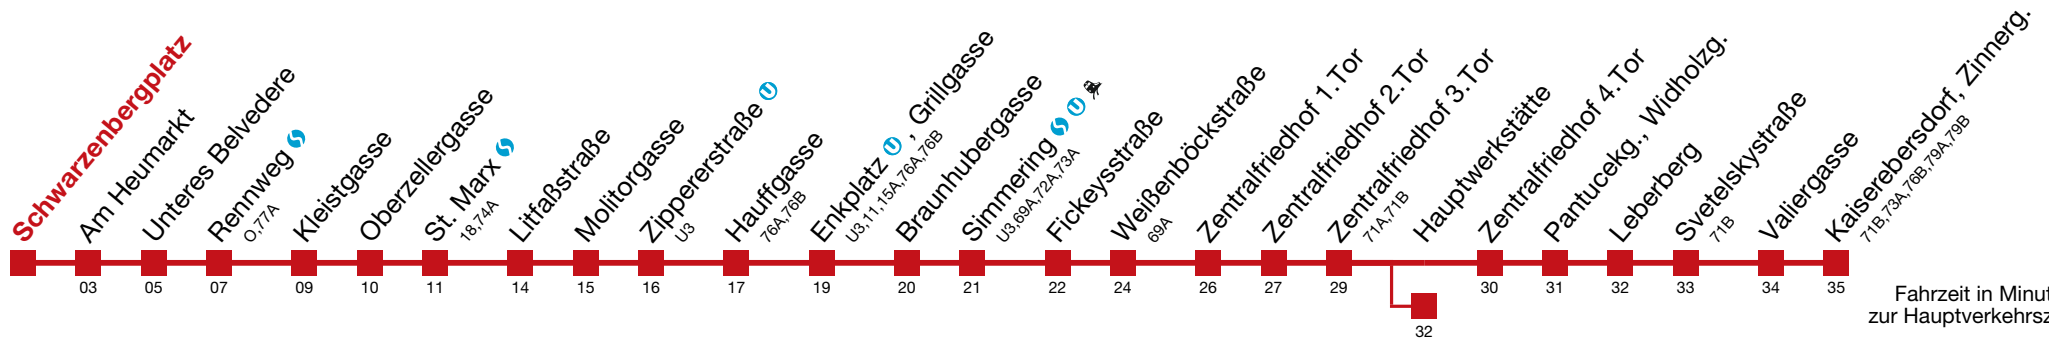 Schwarzenbergplatz
Am Heumarkt
Unteres Belvedere
Rennweg
O,77A
Kleistgasse
Oberzellergasse
St. Marx
18,74A
Litfaßstraße
Molitorgasse
Zippererstraße U
U3
Hauffgasse
76A,76B
Enkplatz U , Grillgasse
U3,11,15A,76A,76B
Braunhubergasse
Simmering U
U3,69A,72A,73A
Fickeysstraße
Weißenböckstraße
69A
Zentralfriedhof 1.Tor
Zentralfriedhof 2.Tor
Zentralfriedhof 3.Tor
71A,71B
Hauptwerkstätte
Zentralfriedhof 4.Tor
Pantucekg., Widholzg.
Leberberg
Svetelskystraße
71B
Valiergasse
Kaiserebersdorf, Zinnerg.
71B,73A,76B,79A,79B
03 05 07 09 10 11 14 15 16 17 19 20 21 22 24 26 27 29 30 31 32 33 34 35
32
Fahrzeit in Minut
zur Hauptverkehrsz